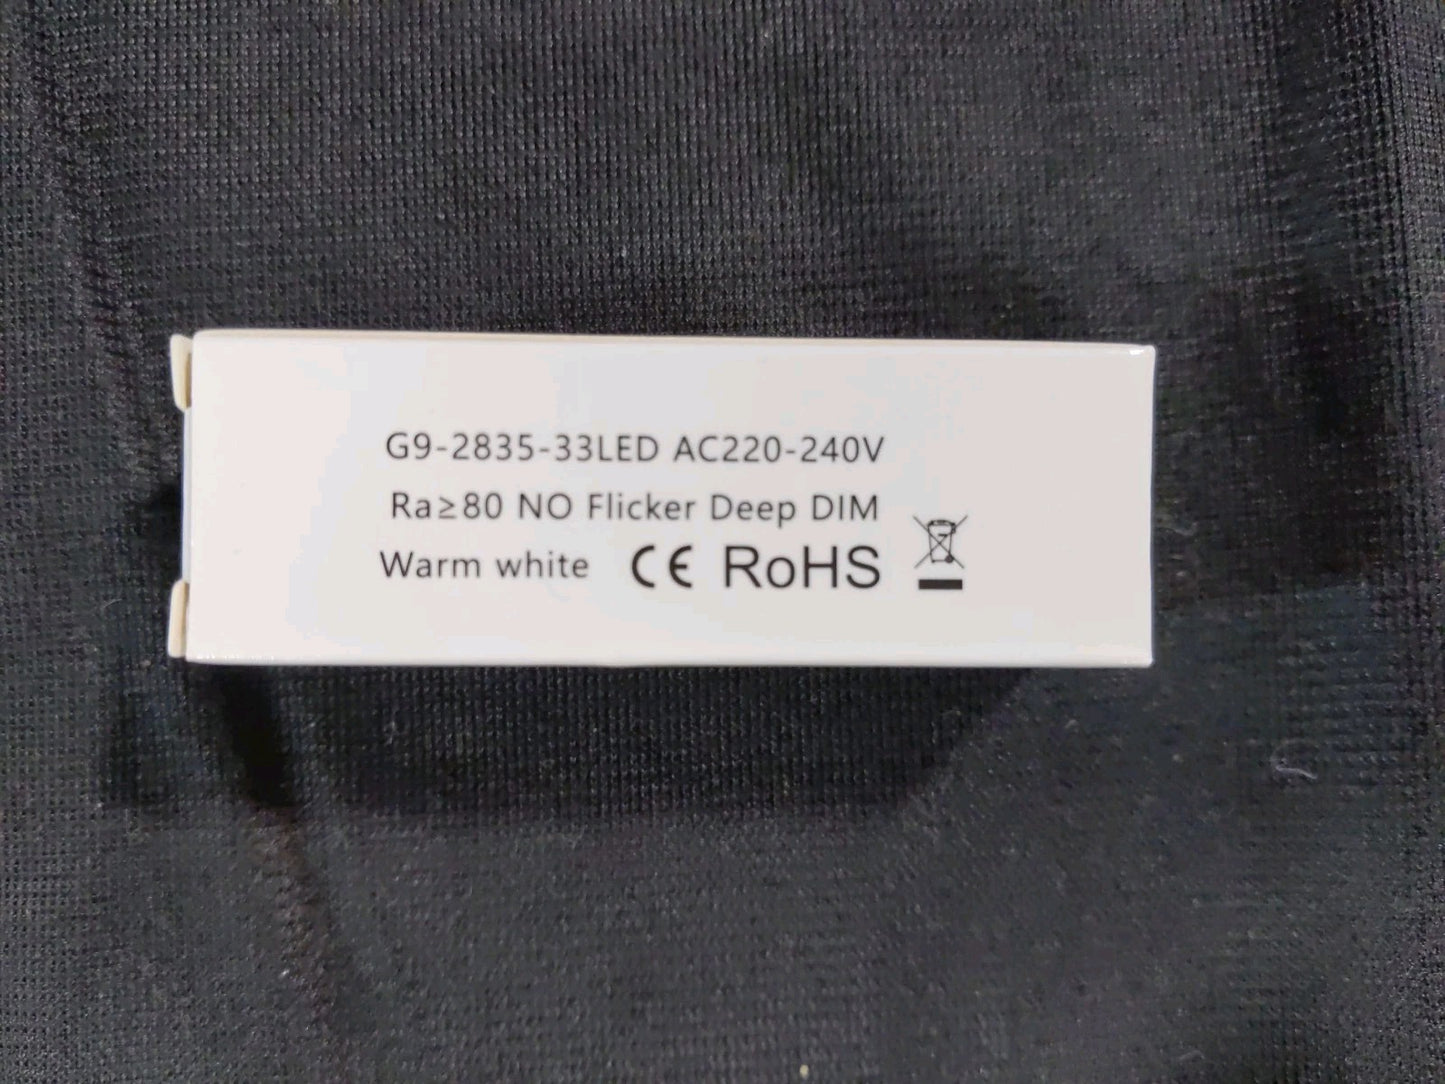 G9-2835-33LED AC220-240V
Ra≥80 NO Flicker Deep DIM
Warm white CE RoHS